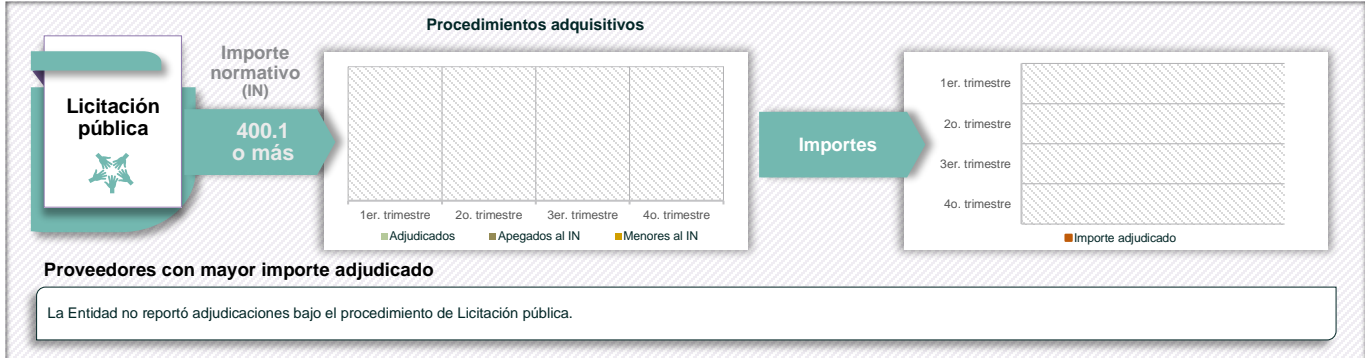 Procedimientos adquisitivos
Licitación
pública
Importe
normativo
(IN)
400.1
o más
1er. trimestre
2o. trimestre
3er. trimestre
4o. trimestre
Adjudicados
Apegados al IN
Menores al IN
Importes
1er. trimestre
2o. trimestre
3er. trimestre
4o. trimestre
Importe adjudicado
Proveedores con mayor importe adjudicado
La Entidad no reportó adjudicaciones bajo el procedimiento de Licitación pública.